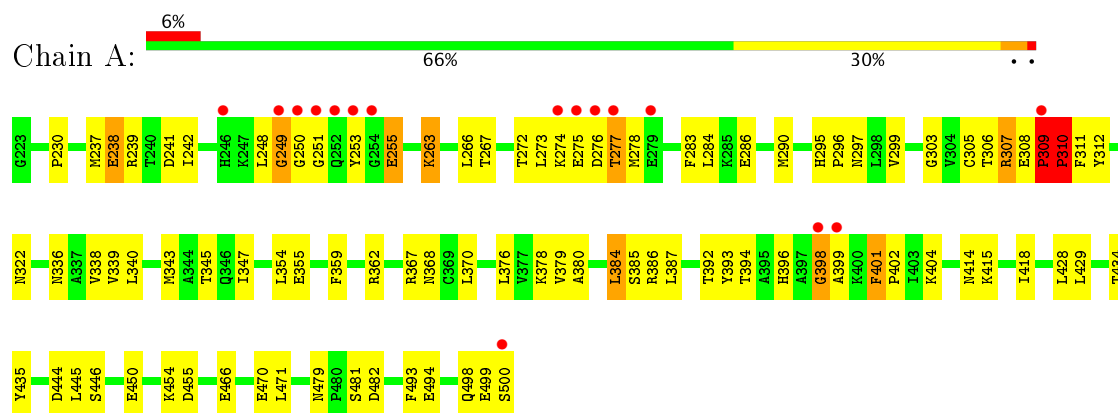 6%
Chain A:
66% 30% • •
G223 P230 M237 E238 R239 T240 D241 I242 H246 K247 L248 G249 G250 G251 Q252 Y253 G254 E255 K263 L266 T267 T272 L273 K274 E275 D276 T277 M278 E279 F283 L284 K285 E286 M290 H295 P296 N297 L298 V299 G303 V304 C305 T306 R307 E308 P309 P310 F311 Y312
N322 N336 A337 V338 V339 L340 M343 A344 T345 Q346 I347 L354 E355 F359 R362 R367 N368 C369 L370 L376 V377 K378 V379 A380 L384 S385 R386 L387 T392 Y393 T394 A395 H396 A397 G398 A399 K400 F401 P402 I403 K404 N414 K415 I418 L428 L429 T434
Y435 D444 L445 S446 E450 K454 D455 E466 E470 L471 N479 P480 S481 D482 F493 E494 Q498 E499 S500